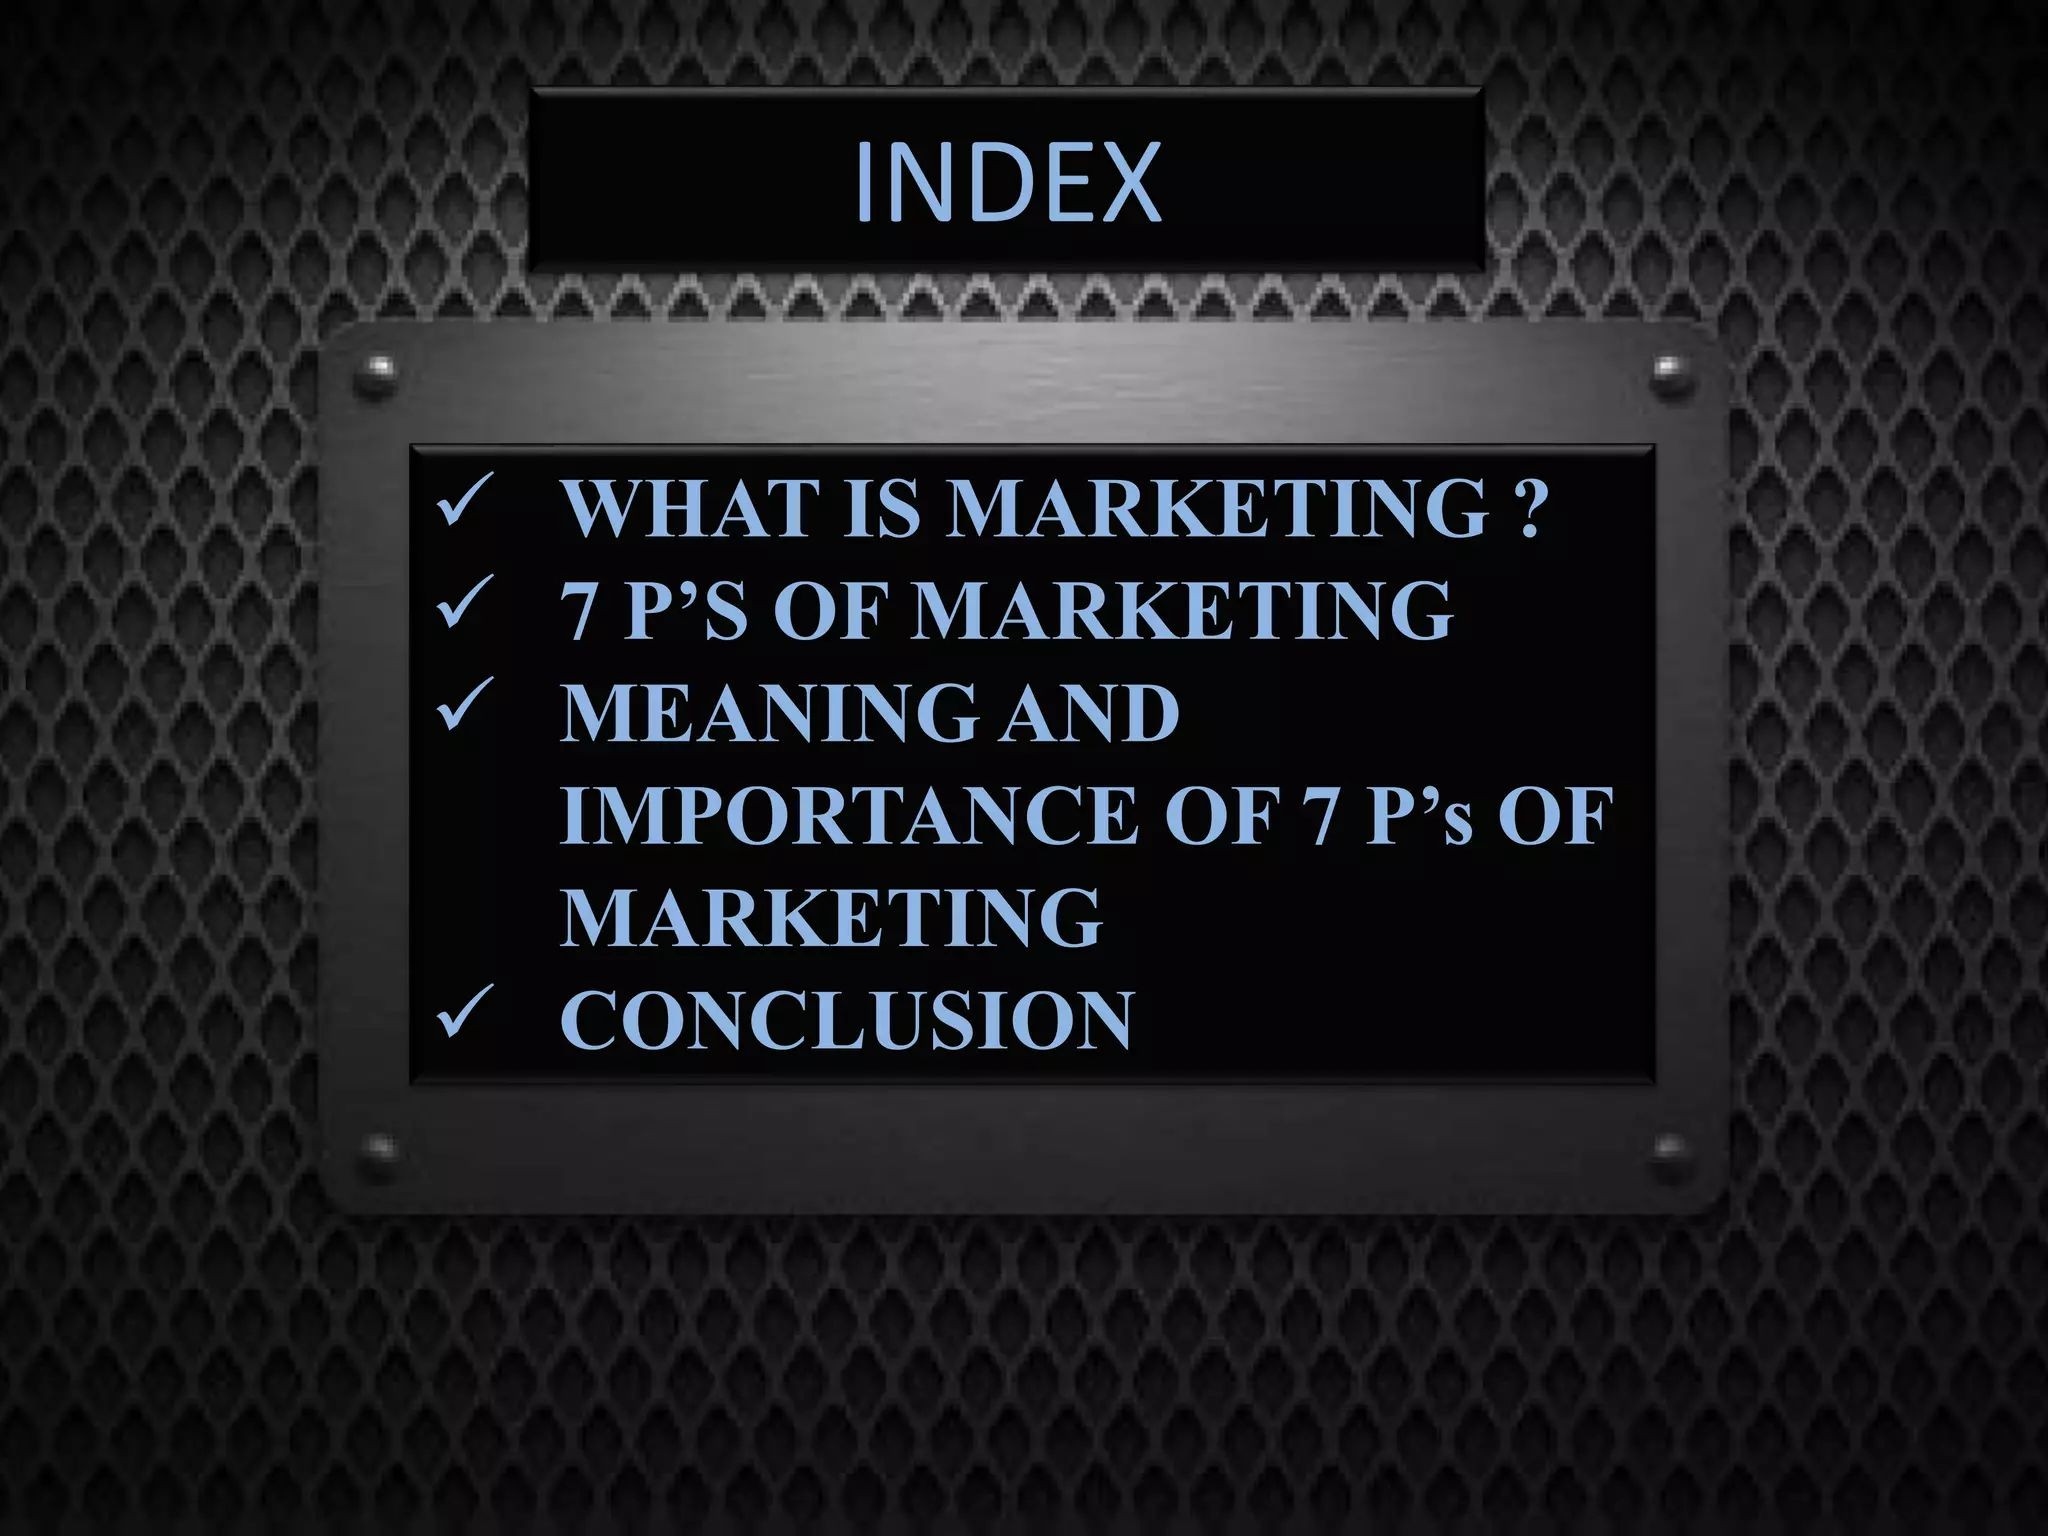 INDEX
✓ WHAT IS MARKETING ?
✓ 7 P’S OF MARKETING
✓ MEANING AND
IMPORTANCE OF 7 P’s OF
MARKETING
✓ CONCLUSION